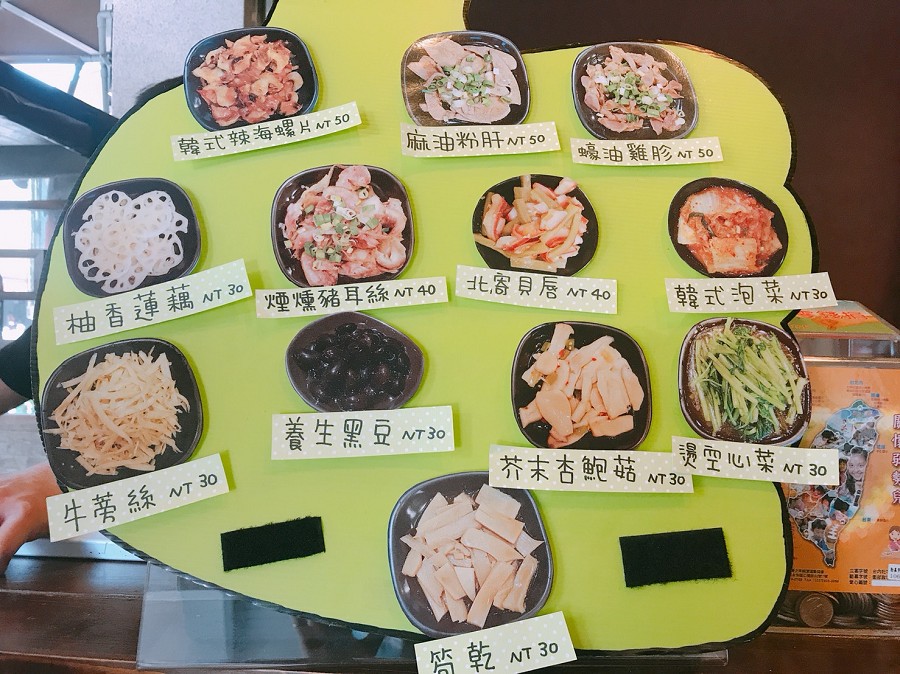 韓式辣海螺片 NT 50
麻油粉肝 NT 50
蠔油雞胗 NT 50
柚香蓮藕 NT 30
煙燻豬耳絲 NT 40
北寄貝唇 NT 40
韓式泡菜 NT 30
牛蒡絲 NT 30
養生黑豆 NT 30
芥末杏鮑菇 NT 30
燙空心菜 NT 30
筍乾 NT 30